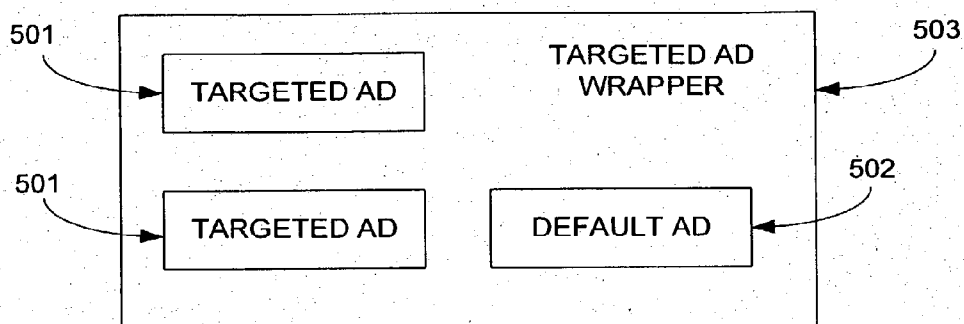 501
TARGETED AD
TARGETED AD
WRAPPER
503
501
TARGETED AD
DEFAULT AD
502